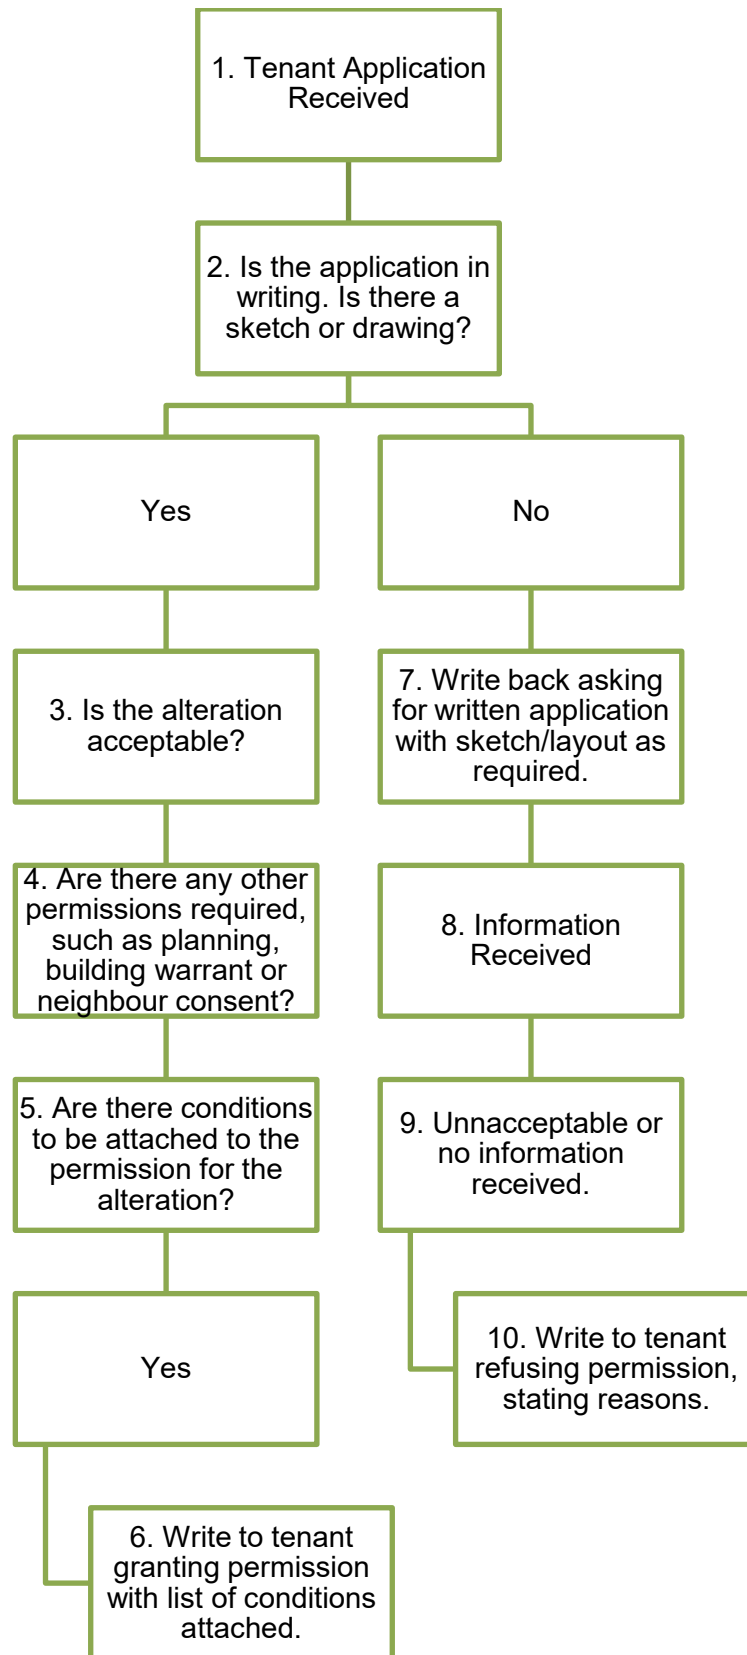 1. Tenant Application
Received
2. Is the application in
writing. Is there a
sketch or drawing?
Yes
No
3. Is the alteration
acceptable?
7. Write back asking
for written application
with sketch/layout as
required.
4. Are there any other
permissions required,
such as planning,
building warrant or
neighbour consent?
8. Information
Received
5. Are there conditions
to be attached to the
permission for the
alteration?
9. Unnacceptable or
no information
received.
Yes
10. Write to tenant
refusing permission,
stating reasons.
6. Write to tenant
granting permission
with list of conditions
attached.